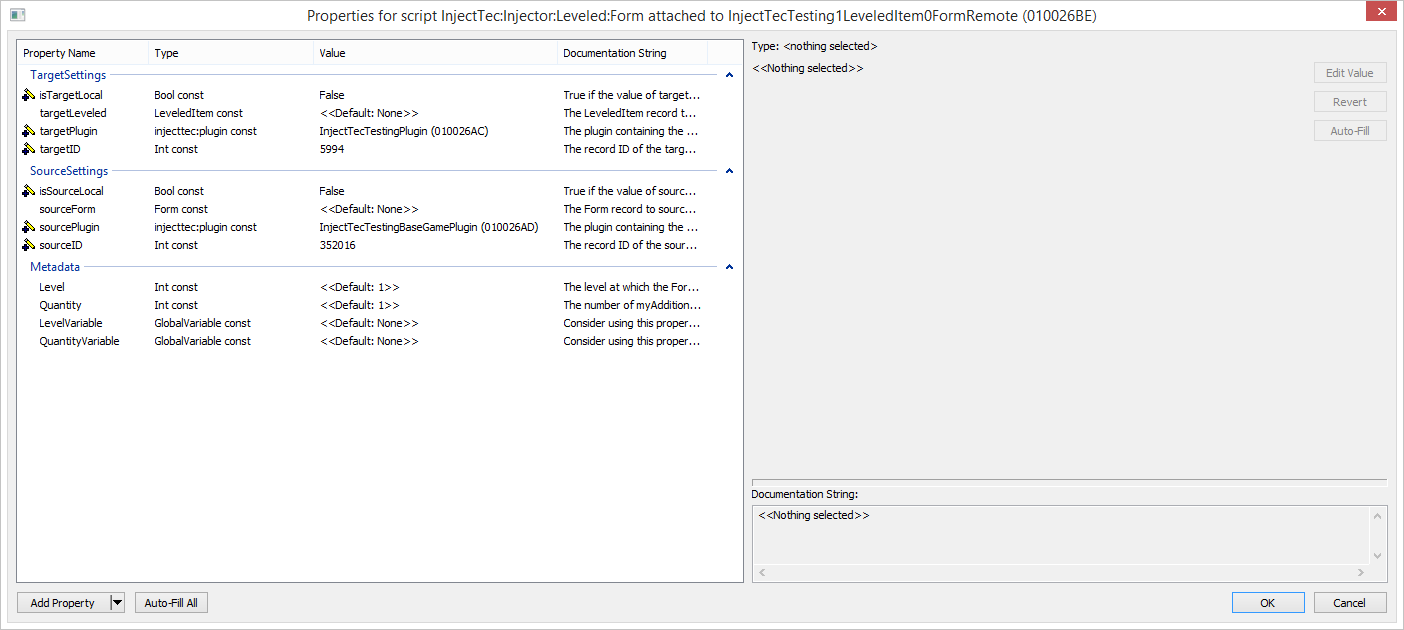 Properties for script InjectTec:Injector:Leveled:Form attached to InjectTecTesting1LeveledItem0FormRemote (010026BE)
Property Name Type Value Documentation String
TargetSettings
isTargetLocal Bool const False True if the value of target...
targetLeveled LeveledItem const <<Default: None>> The LeveledItem record t...
targetPlugin injecttec:plugin const InjectTecTestingPlugin (010026AC) The plugin containing the ...
targetID Int const 5994 The record ID of the targ...
SourceSettings
isSourceLocal Bool const False True if the value of sourc...
sourceForm Form const <<Default: None>> The Form record to sourc...
sourcePlugin injecttec:plugin const InjectTecTestingBaseGamePlugin (010026AD) The plugin containing the ...
sourceID Int const 352016 The record ID of the sour...
Metadata
Level Int const <<Default: 1>> The level at which the For...
Quantity Int const <<Default: 1>> The number of myAddition...
LevelVariable GlobalVariable const <<Default: None>> Consider using this proper...
QuantityVariable GlobalVariable const <<Default: None>> Consider using this proper...
Type: <nothing selected>
<<Nothing selected>>
Edit Value
Revert
Auto-Fill
Documentation String:
<<Nothing selected>>
Add Property Auto-Fill All OK Cancel